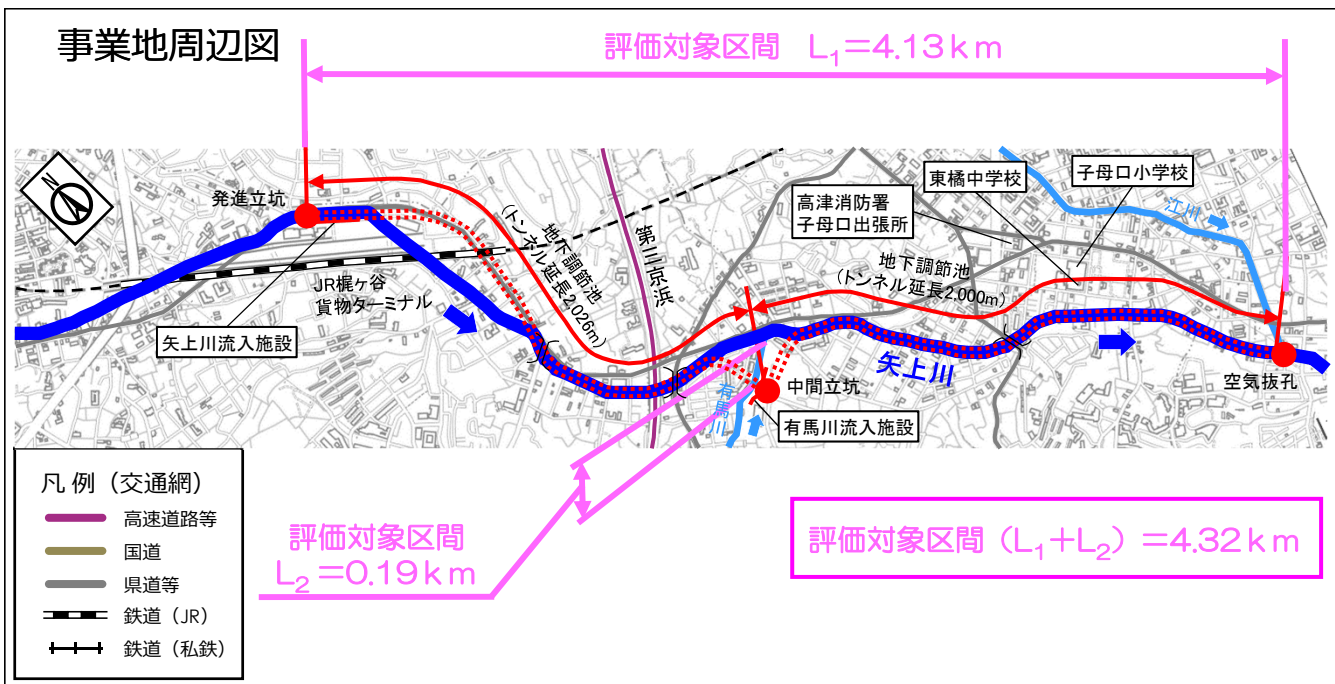 事業地周辺図
評価対象区間 L₁=4.13km
N
発進立坑
矢上川流入施設
JR梶ヶ谷
貨物ターミナル
地下調節池
(トンネル延長2,026m)
第三京浜
高津消防署
子母口出張所
東橘中学校
子母口小学校
江川
地下調節池
(トンネル延長2,000m)
矢上川
空気抜孔
中間立坑
有馬川
有馬川流入施設
凡例(交通網)
高速道路等
国道
県道等
鉄道(JR)
鉄道(私鉄)
評価対象区間
L₂=0.19km
評価対象区間(L₁+L₂)=4.32km